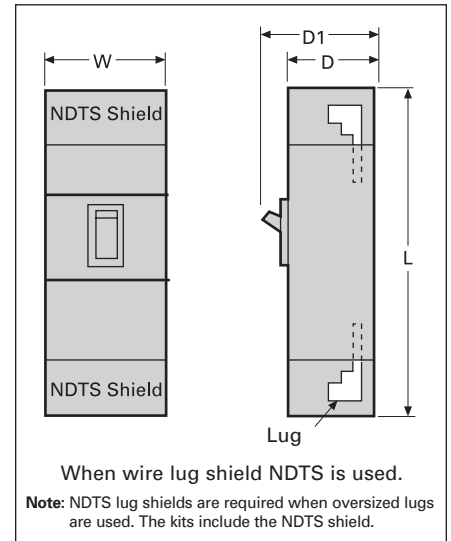 D1
W
D
NDTS Shield
L
NDTS Shield
Lug
When wire lug shield NDTS is used.
Note: NDTS lug shields are required when oversized lugs
are used. The kits include the NDTS shield.